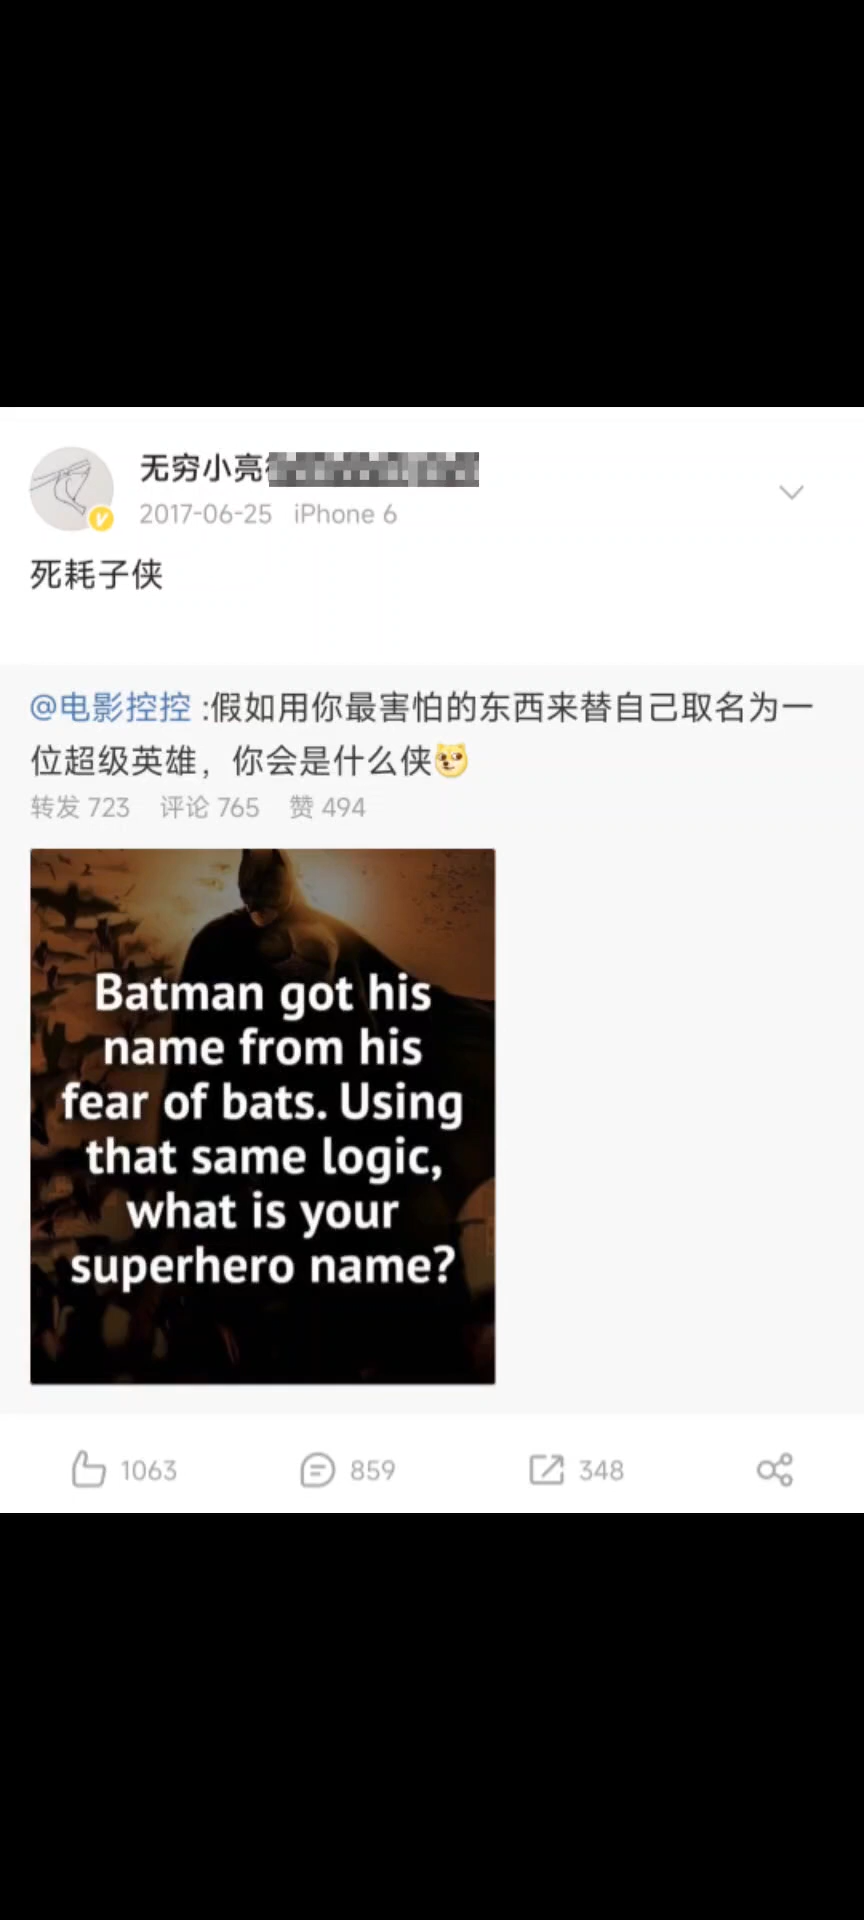 无穷小亮
2017-06-25 iPhone 6
死耗子侠
@电影控控 :假如用你最害怕的东西来替自己取名为一
位超级英雄，你会是什么侠
转发 723 评论 765 赞 494
Batman got his
name from his
fear of bats. Using
that same logic,
what is your
superhero name?
1063 859 348